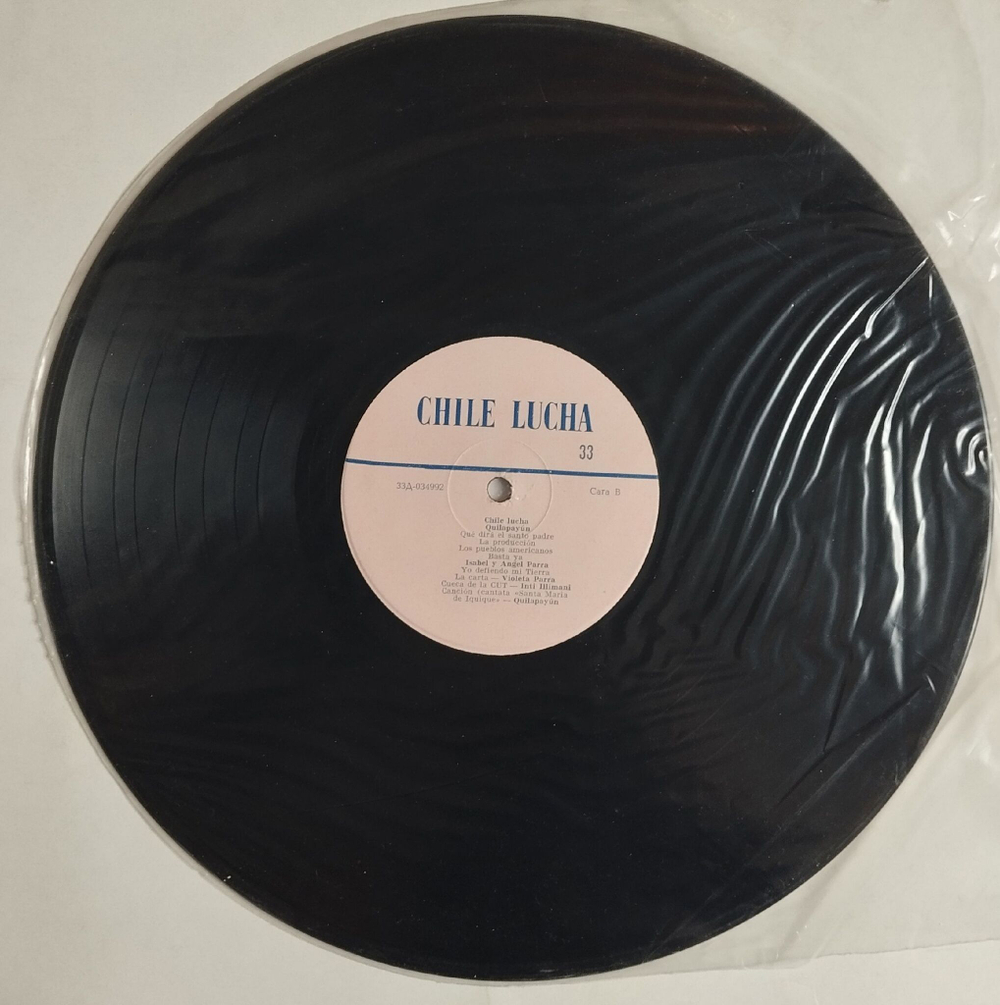 CHILE LUCHA
33
33Д-034992
Cara B
Chile lucha
Quilapayún
Qué dirá el santo padre
La producción
Los pueblos americanos
Basta ya
Isabel y Angel Parra
Yo defiendo mi Tierra
La carta — Violeta Parra
Cueca de la CUT — Inti Illimani
Canción (cantata «Santa María
de Iquique» — Quilapayún